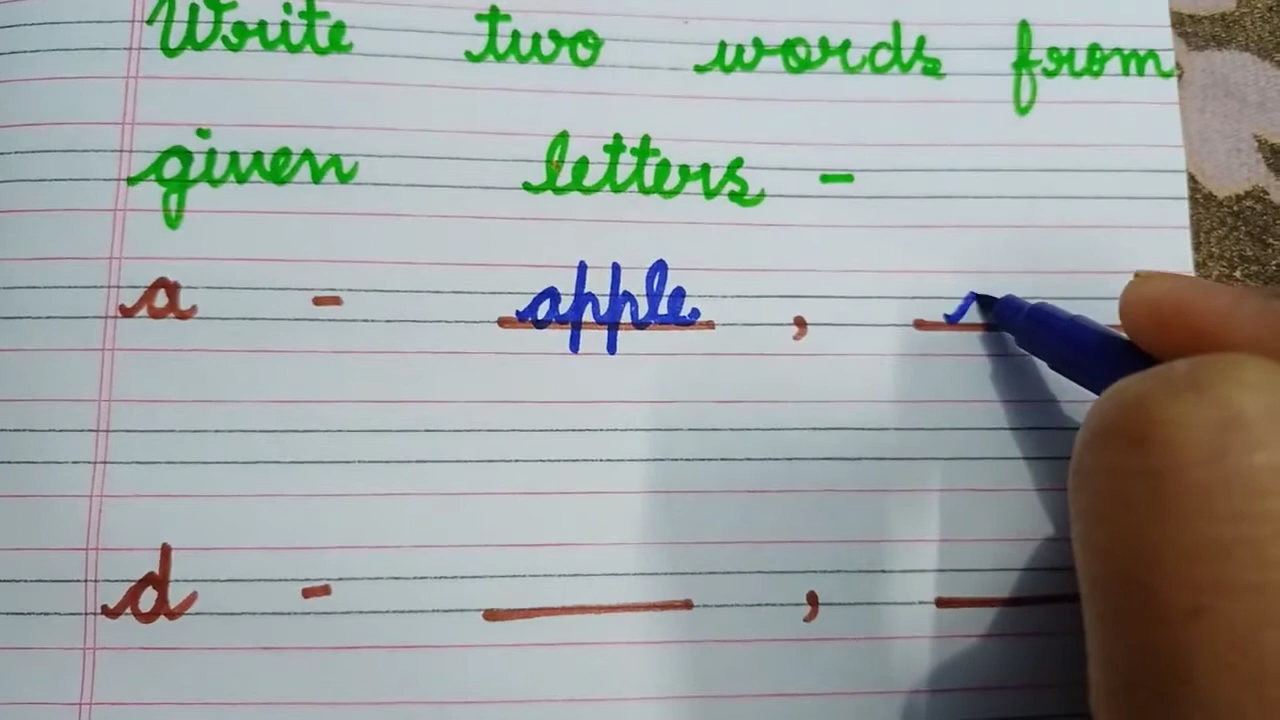 Write two words from
given letters -
a - apple ,
d - ,